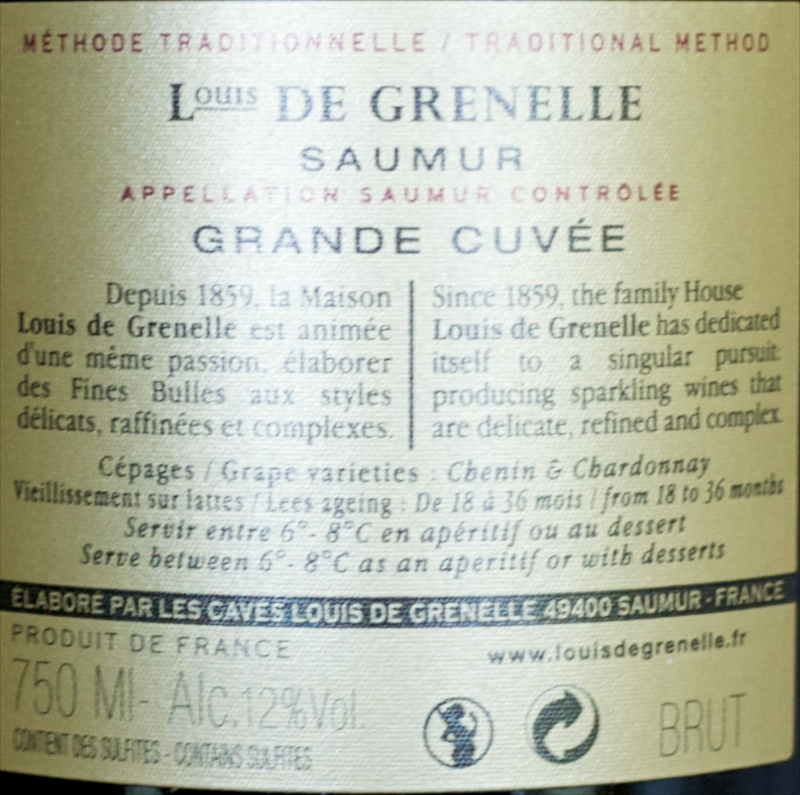 MÉTHODE TRADITIONNELLE / TRADITIONAL METHOD
Louis DE GRENELLE
SAUMUR
APPELLATION SAUMUR CONTRÔLÉE
GRANDE CUVÉE
Depuis 1859, la Maison
Louis de Grenelle est animée
d'une même passion, élaborer
des Fines Bulles aux styles
délicats, raffinées et complexes.
Since 1859, the family House
Louis de Grenelle has dedicated
itself to a singular pursuit:
producing sparkling wines that
are delicate, refined and complex.
Cépages / Grape varieties : Chenin & Chardonnay
Vieillissement sur lattes / Lees ageing : De 18 à 36 mois / from 18 to 36 months
Servir entre 6°- 8°C en apéritif ou au dessert
Serve between 6°- 8°C as an aperitif or with desserts
ÉLABORÉ PAR LES CAVES LOUIS DE GRENELLE 49400 SAUMUR - FRANCE
PRODUIT DE FRANCE
www.louisdegrenelle.fr
750 Ml- Alc.12%Vol.
CONTIENT DES SULFITES - CONTAINS SULFITES
BRUT